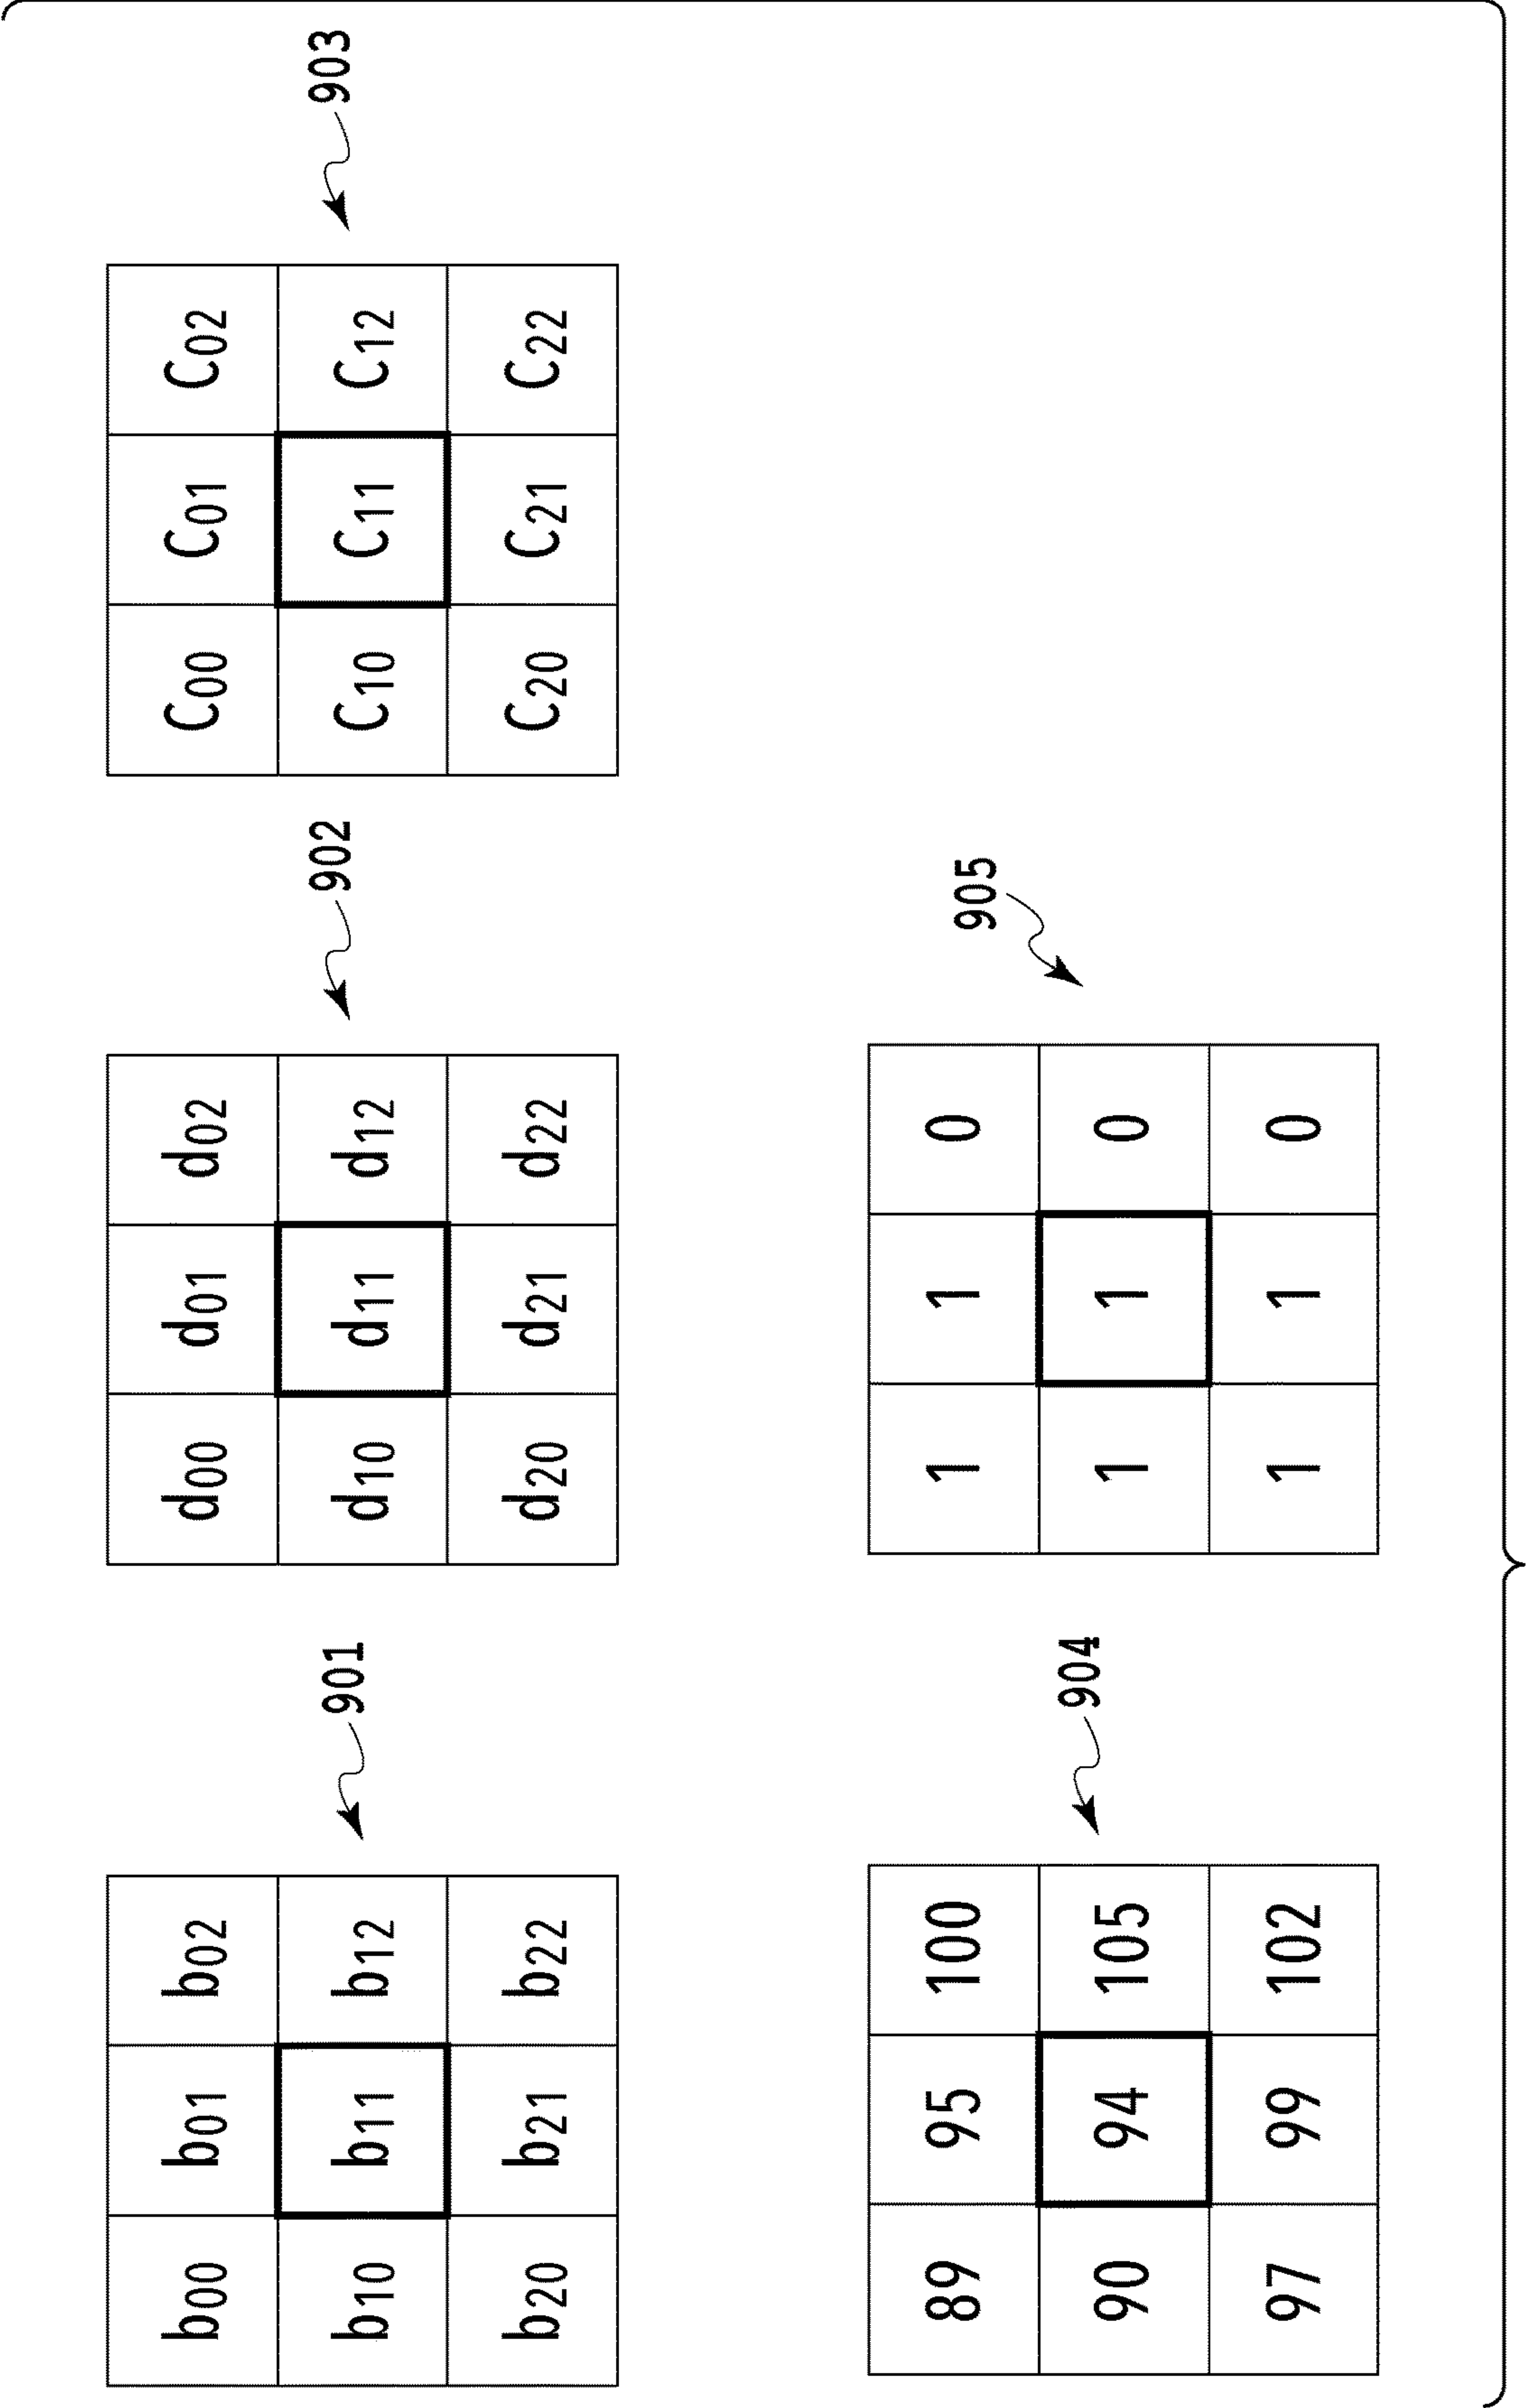 901
902
903
b00 b01 b02
d00 d01 d02
C00 C01 C02
b10 b11 b12
d10 d11 d12
C10 C11 C12
b20 b21 b22
d20 d21 d22
C20 C21 C22
904
905
89 95 100
1 1 0
90 94 105
1 1 0
97 99 102
1 1 0